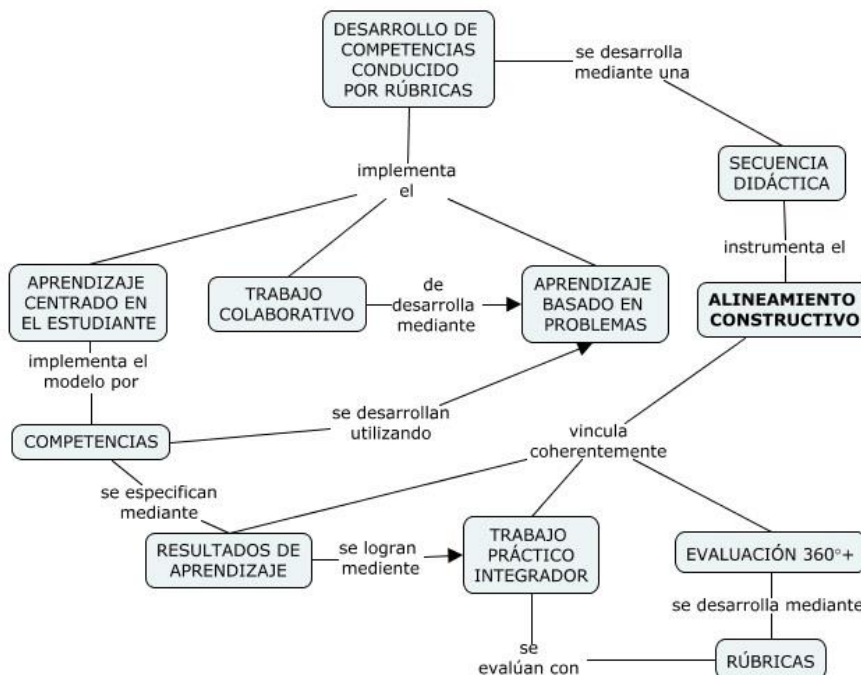 DESARROLLO DE
COMPETENCIAS
CONDUCIDO
POR RÚBRICAS
se desarrolla
mediante una
implementa
el
SECUENCIA
DIDÁCTICA
instrumenta el
APRENDIZAJE
CENTRADO EN
EL ESTUDIANTE
TRABAJO
COLABORATIVO
de
desarrolla
mediante
APRENDIZAJE
BASADO EN
PROBLEMAS
ALINEAMIENTO
CONSTRUCTIVO
implementa el
modelo por
COMPETENCIAS
se desarrollan
utilizando
vincula
coherentemente
se especifican
mediante
RESULTADOS DE
APRENDIZAJE
se logran
mediente
TRABAJO
PRÁCTICO
INTEGRADOR
EVALUACIÓN 360°+
se desarrolla mediante
se
evalúan con
RÚBRICAS